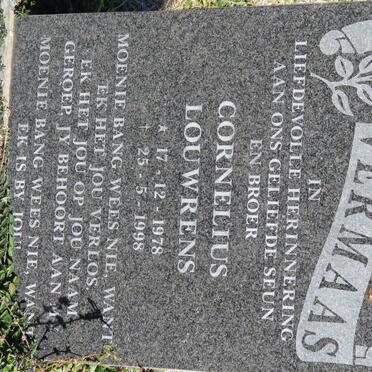 VERMAAS
IN
LIEFDEVOLLE HERINNERING
AAN ONS GELIEFDE SEUN
EN BROER
CORNELIUS
LOUWRENS
★ 17 - 12 - 1978
† 25 - 5 - 1998
MOENIE BANG WEES NIE, WANT
EK HET JOU VERLOS
EK HET JOU OP JOU NAAM
GEROEP, JY BEHOORT AAN
MOENIE BANG WEES NIE, WAN
EK IS BY JOU